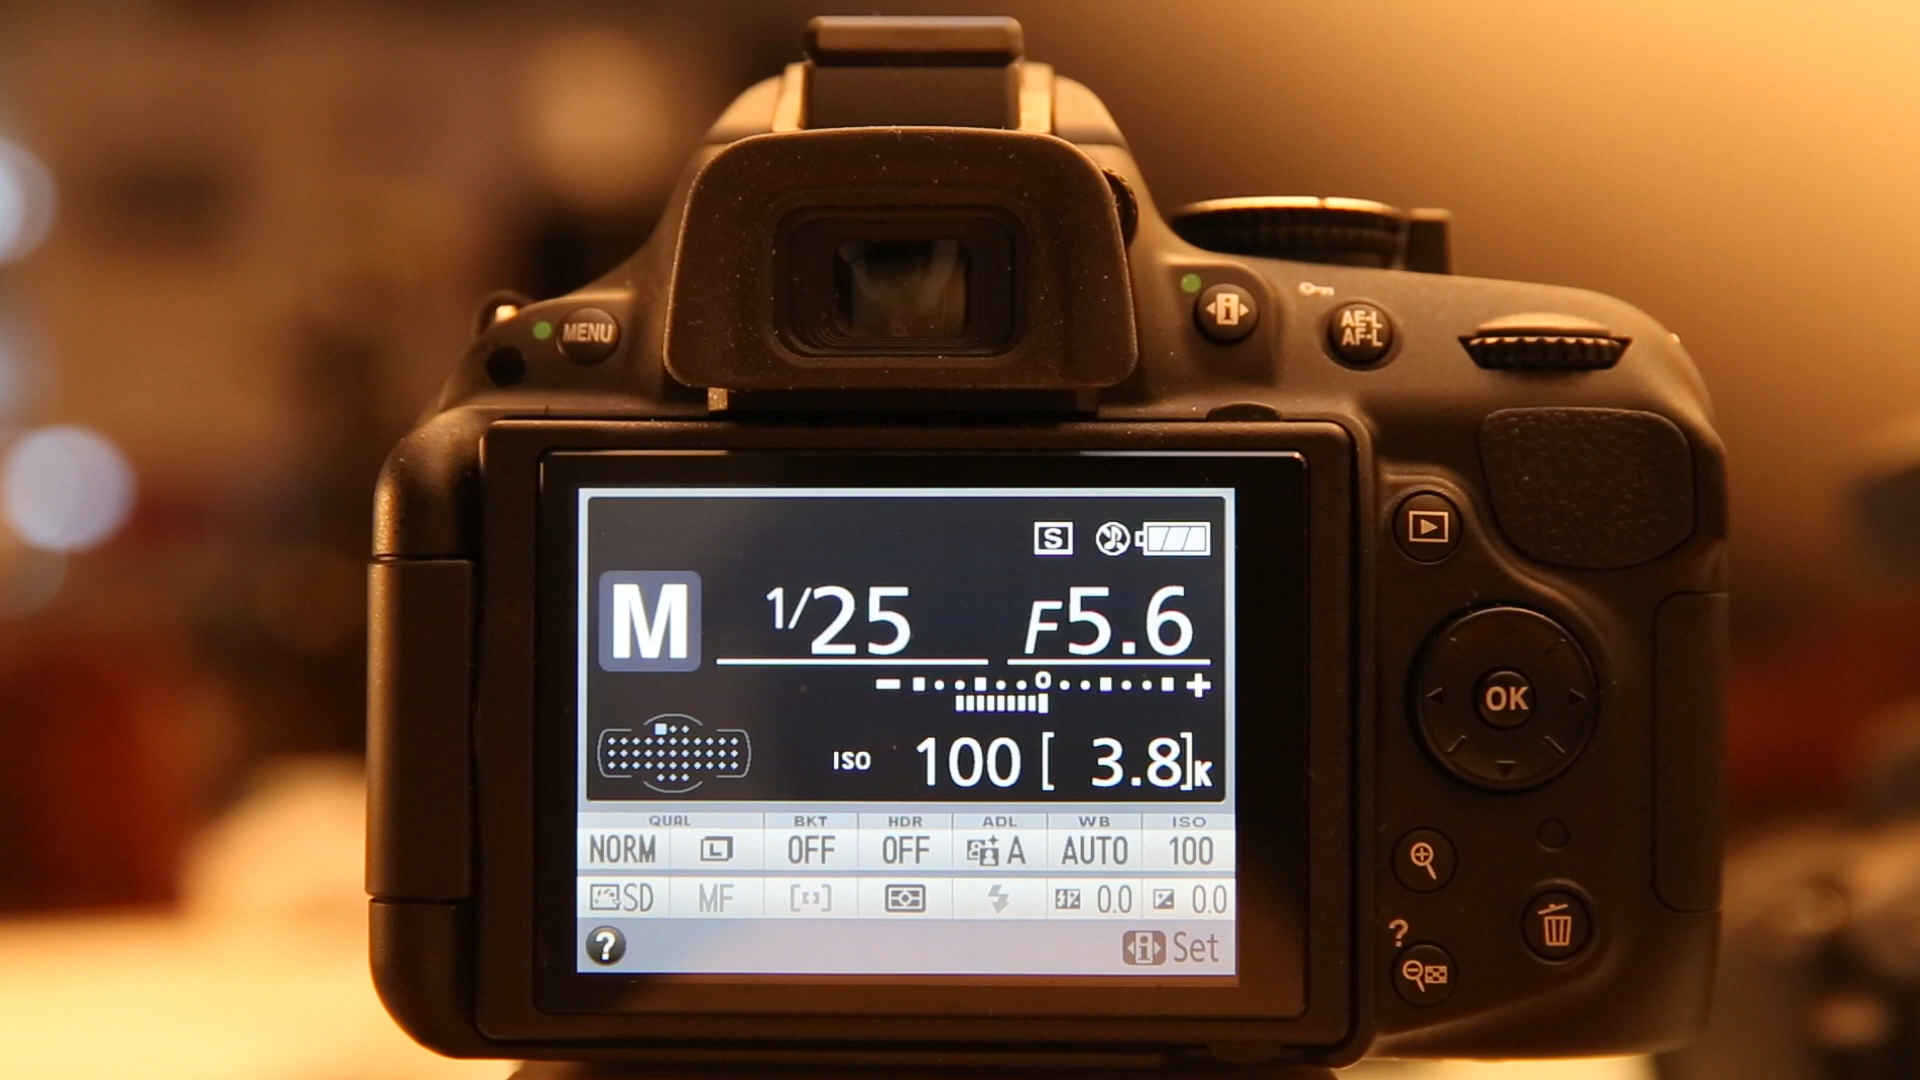 MENU
AE-L
AF-L
S
M 1/25 F5.6
- 0 +
ISO 100 [ 3.8]K
QUAL BKT HDR ADL WB ISO
NORM L OFF OFF A AUTO 100
SD MF 0.0 0.0
? i Set
OK
?